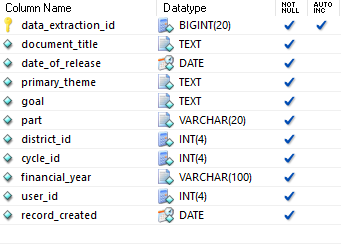 Column Name Datatype NOT NULL AUTO INC
data_extraction_id BIGINT(20)
document_title TEXT
date_of_release DATE
primary_theme TEXT
goal TEXT
part VARCHAR(20)
district_id INT(4)
cycle_id INT(4)
financial_year VARCHAR(100)
user_id INT(4)
record_created DATE